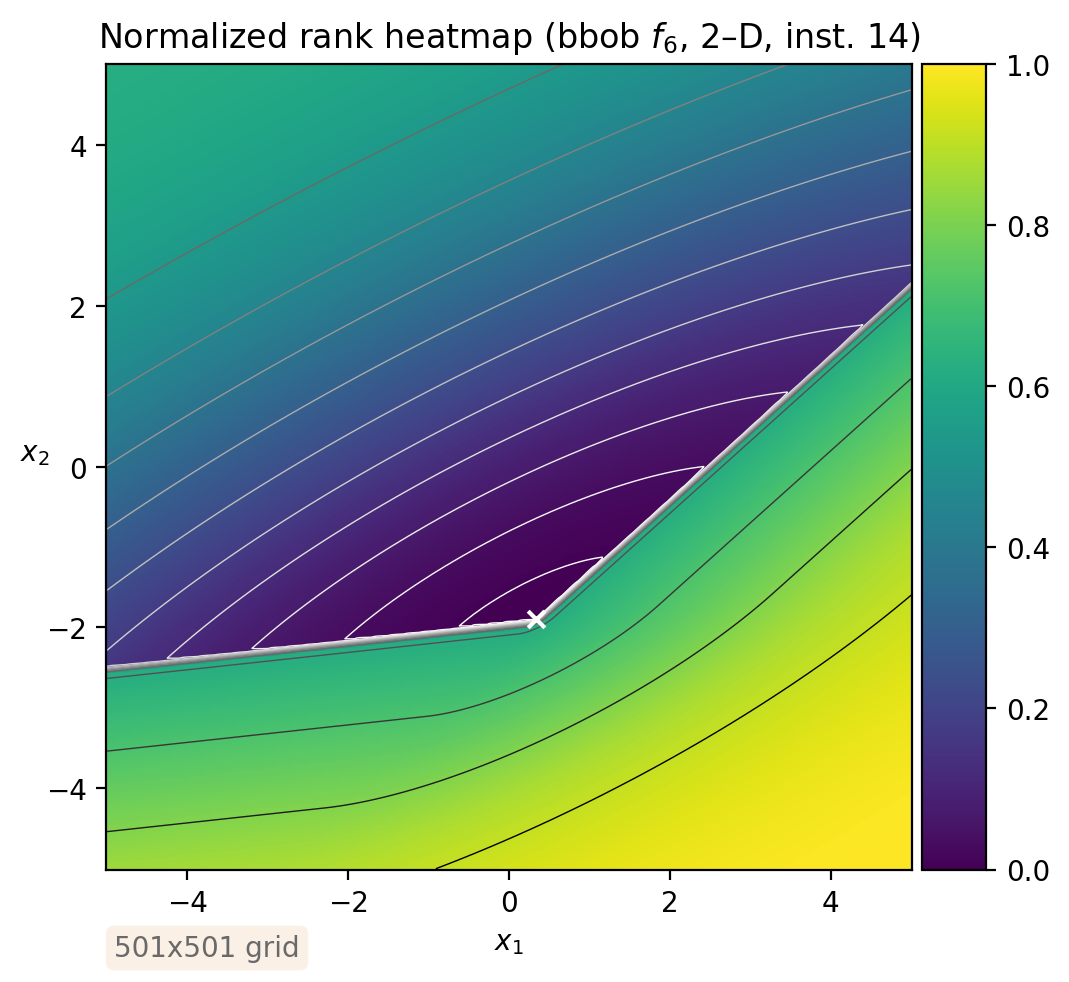 Normalized rank heatmap (bbob f₆, 2–D, inst. 14)
1.0
0.8
0.6
0.4
0.2
0.0
4
2
0
−2
−4
x₂
−4 −2 0 2 4
x₁
501x501 grid